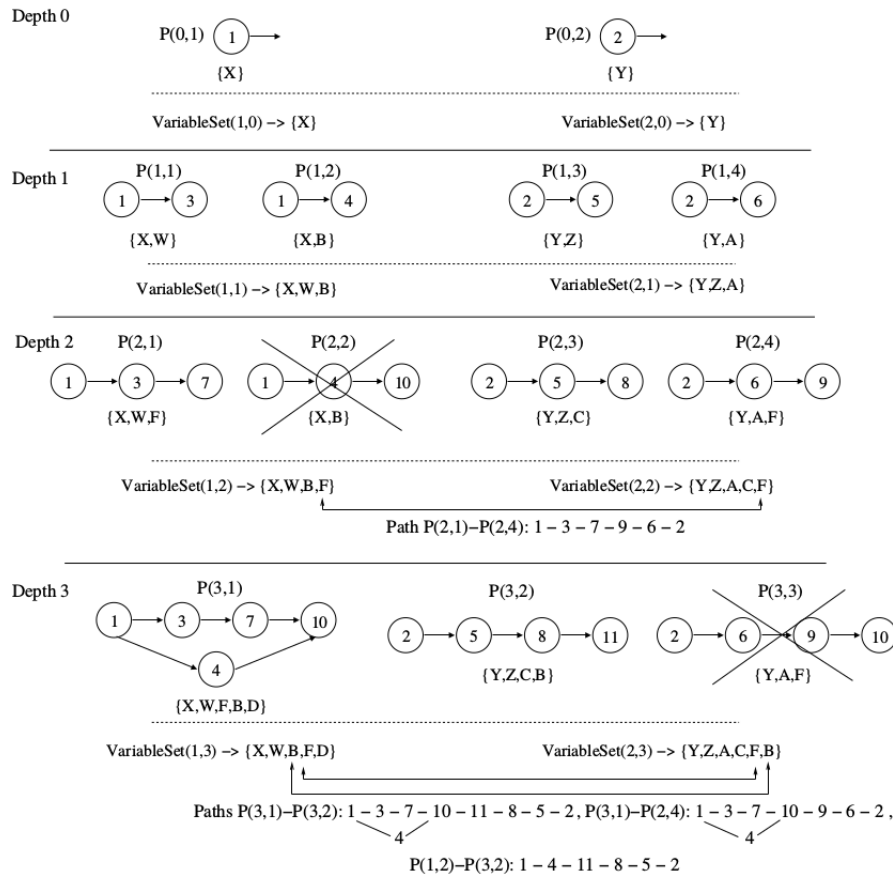 Depth 0
P(0,1) 1 P(0,2) 2
{X} {Y}
VariableSet(1,0) -> {X} VariableSet(2,0) -> {Y}
Depth 1
P(1,1) P(1,2) P(1,3) P(1,4)
1 3 1 4 2 5 2 6
{X,W} {X,B} {Y,Z} {Y,A}
VariableSet(1,1) -> {X,W,B} VariableSet(2,1) -> {Y,Z,A}
Depth 2 P(2,1) P(2,2) P(2,3) P(2,4)
1 3 7 1 4 10 2 5 8 2 6 9
{X,W,F} {X,B} {Y,Z,C} {Y,A,F}
VariableSet(1,2) -> {X,W,B,F} VariableSet(2,2) -> {Y,Z,A,C,F}
Path P(2,1)–P(2,4): 1 – 3 – 7 – 9 – 6 – 2
Depth 3 P(3,1) P(3,2) P(3,3)
1 3 7 10 2 5 8 11 2 6 9 10
4
{X,W,F,B,D} {Y,Z,C,B} {Y,A,F}
VariableSet(1,3) -> {X,W,B,F,D} VariableSet(2,3) -> {Y,Z,A,C,F,B}
Paths P(3,1)–P(3,2): 1 – 3 – 7 – 10 – 11 – 8 – 5 – 2 , P(3,1)–P(2,4): 1 – 3 – 7 – 10 – 9 – 6 – 2 ,
4 4
P(1,2)–P(3,2): 1 – 4 – 11 – 8 – 5 – 2